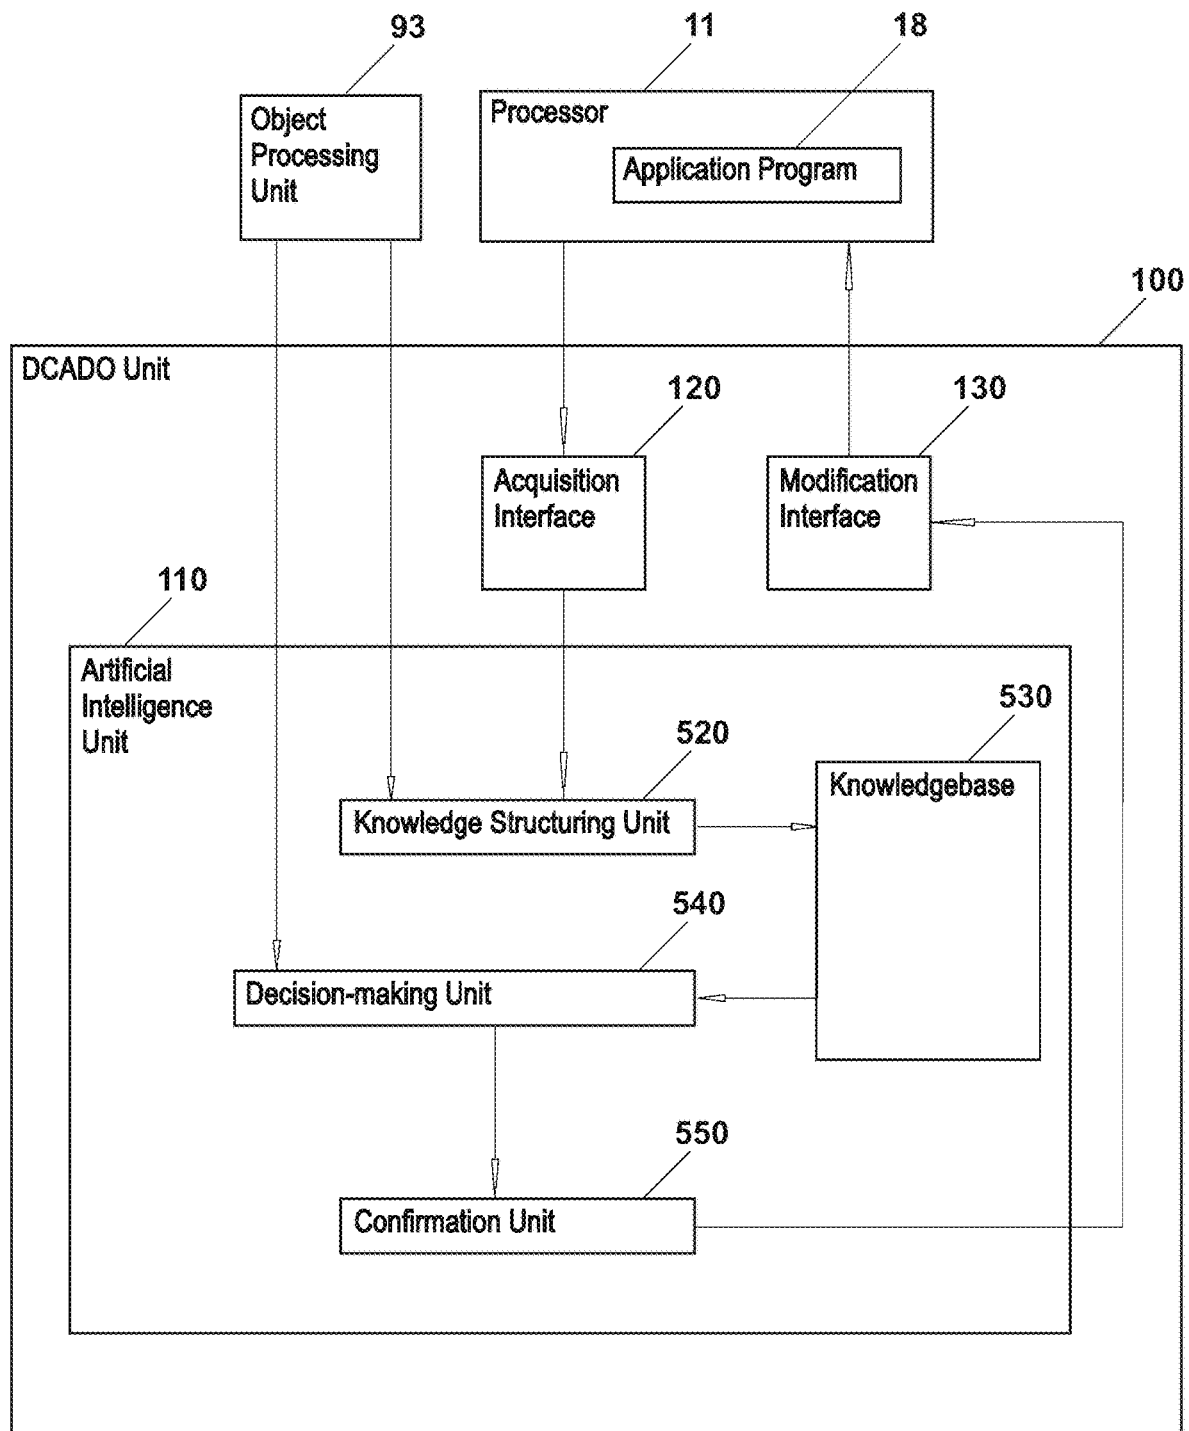 93
11
18
Object
Processing
Unit
Processor
Application Program
100
DCADO Unit
120
130
Acquisition
Interface
Modification
Interface
110
Artificial
Intelligence
Unit
530
520
Knowledgebase
Knowledge Structuring Unit
540
Decision-making Unit
550
Confirmation Unit